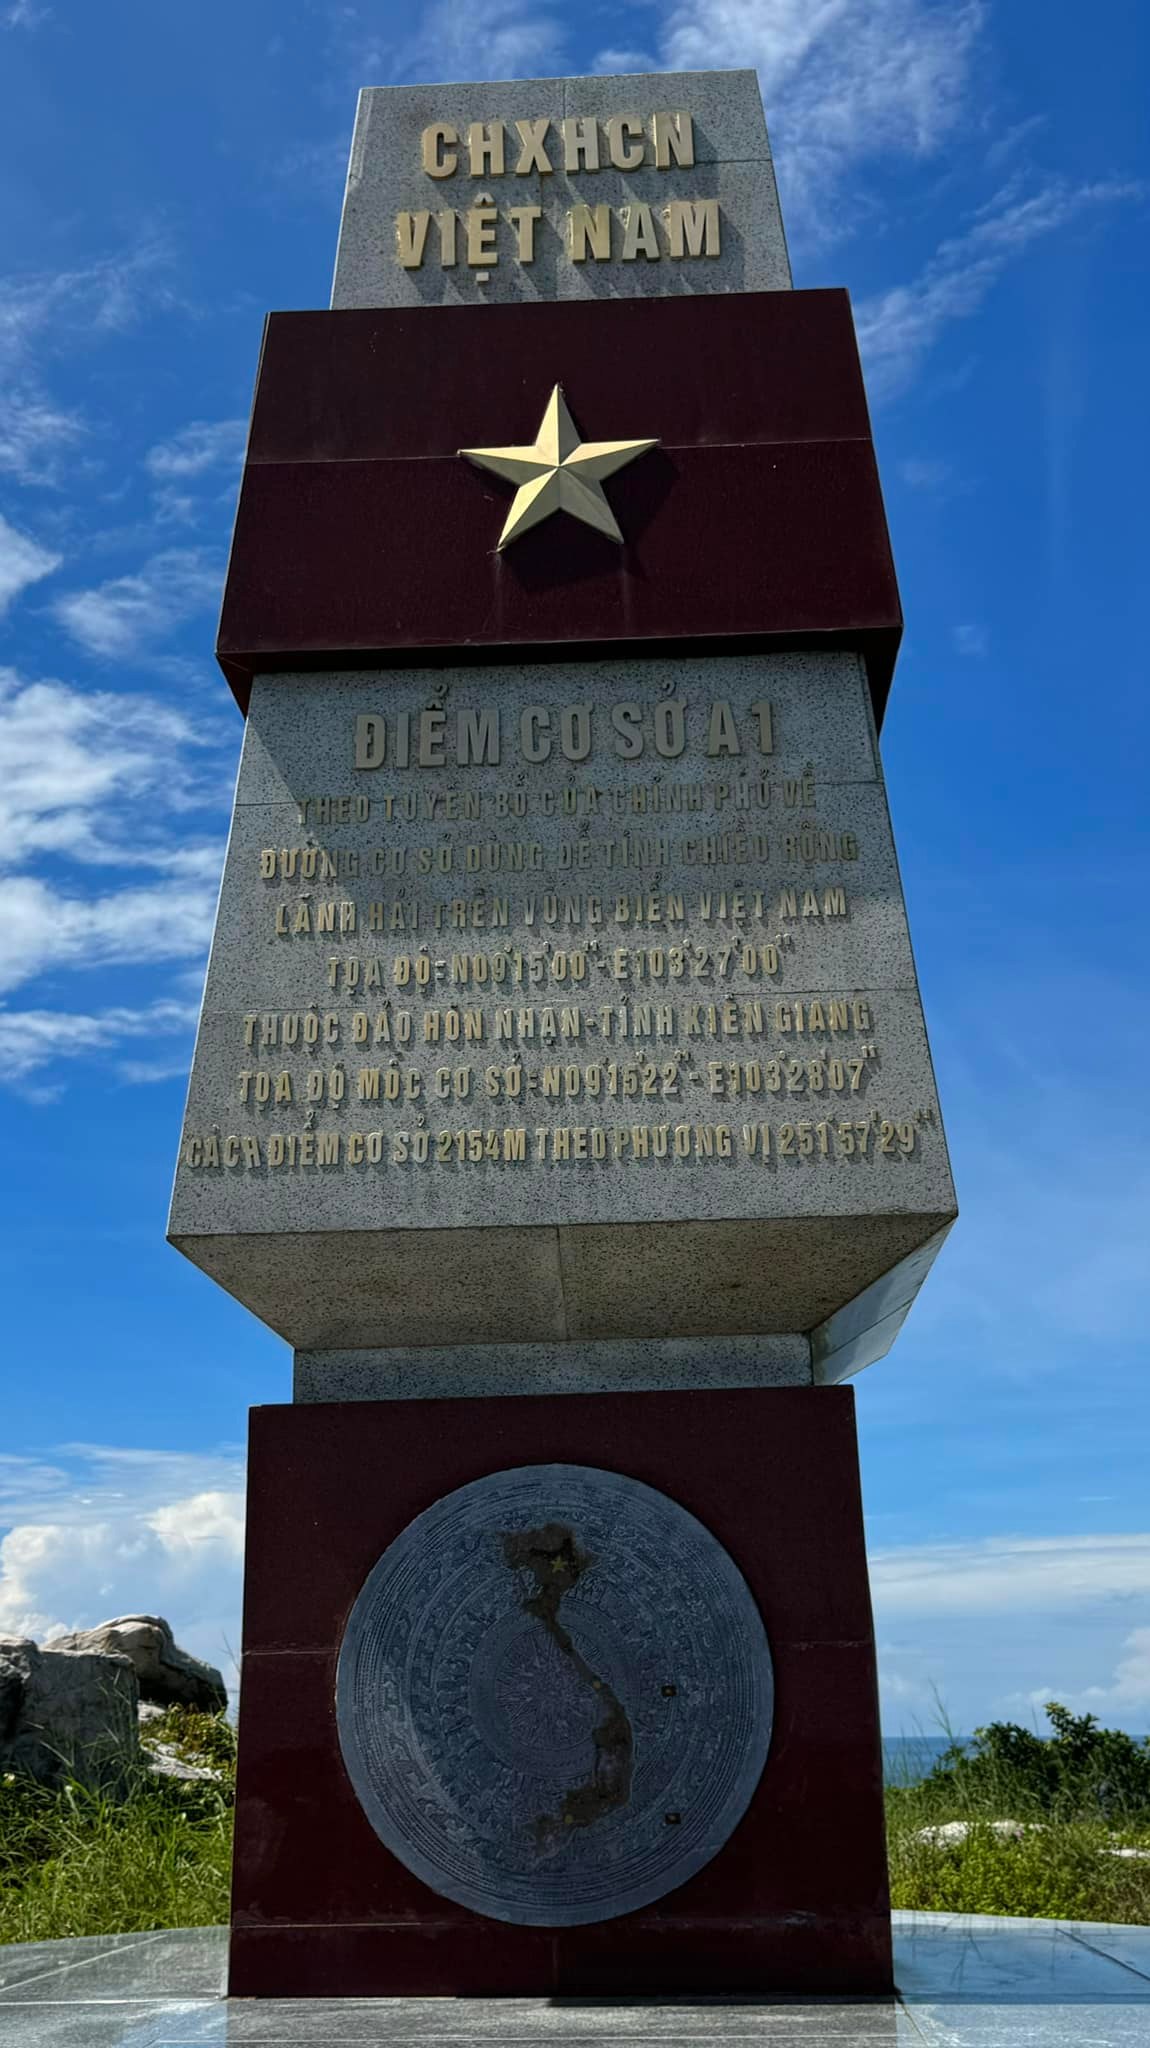 CHXHCN
VIỆT NAM
ĐIỂM CƠ SỞ A1
THEO TUYÊN BỐ CỦA CHÍNH PHỦ VỀ
ĐƯỜNG CƠ SỞ DÙNG ĐỂ TÍNH CHIỀU RỘNG
LÃNH HẢI TRÊN VÙNG BIỂN VIỆT NAM
TỌA ĐỘ: N09°15'00" - E103°27'00"
THUỘC ĐẢO HÒN NHẠN-TỈNH KIÊN GIANG
TỌA ĐỘ MỐC CƠ SỞ: N09°15'22" - E103°28'07"
CÁCH ĐIỂM CƠ SỞ 2154M THEO PHƯƠNG VỊ 251°57'29"